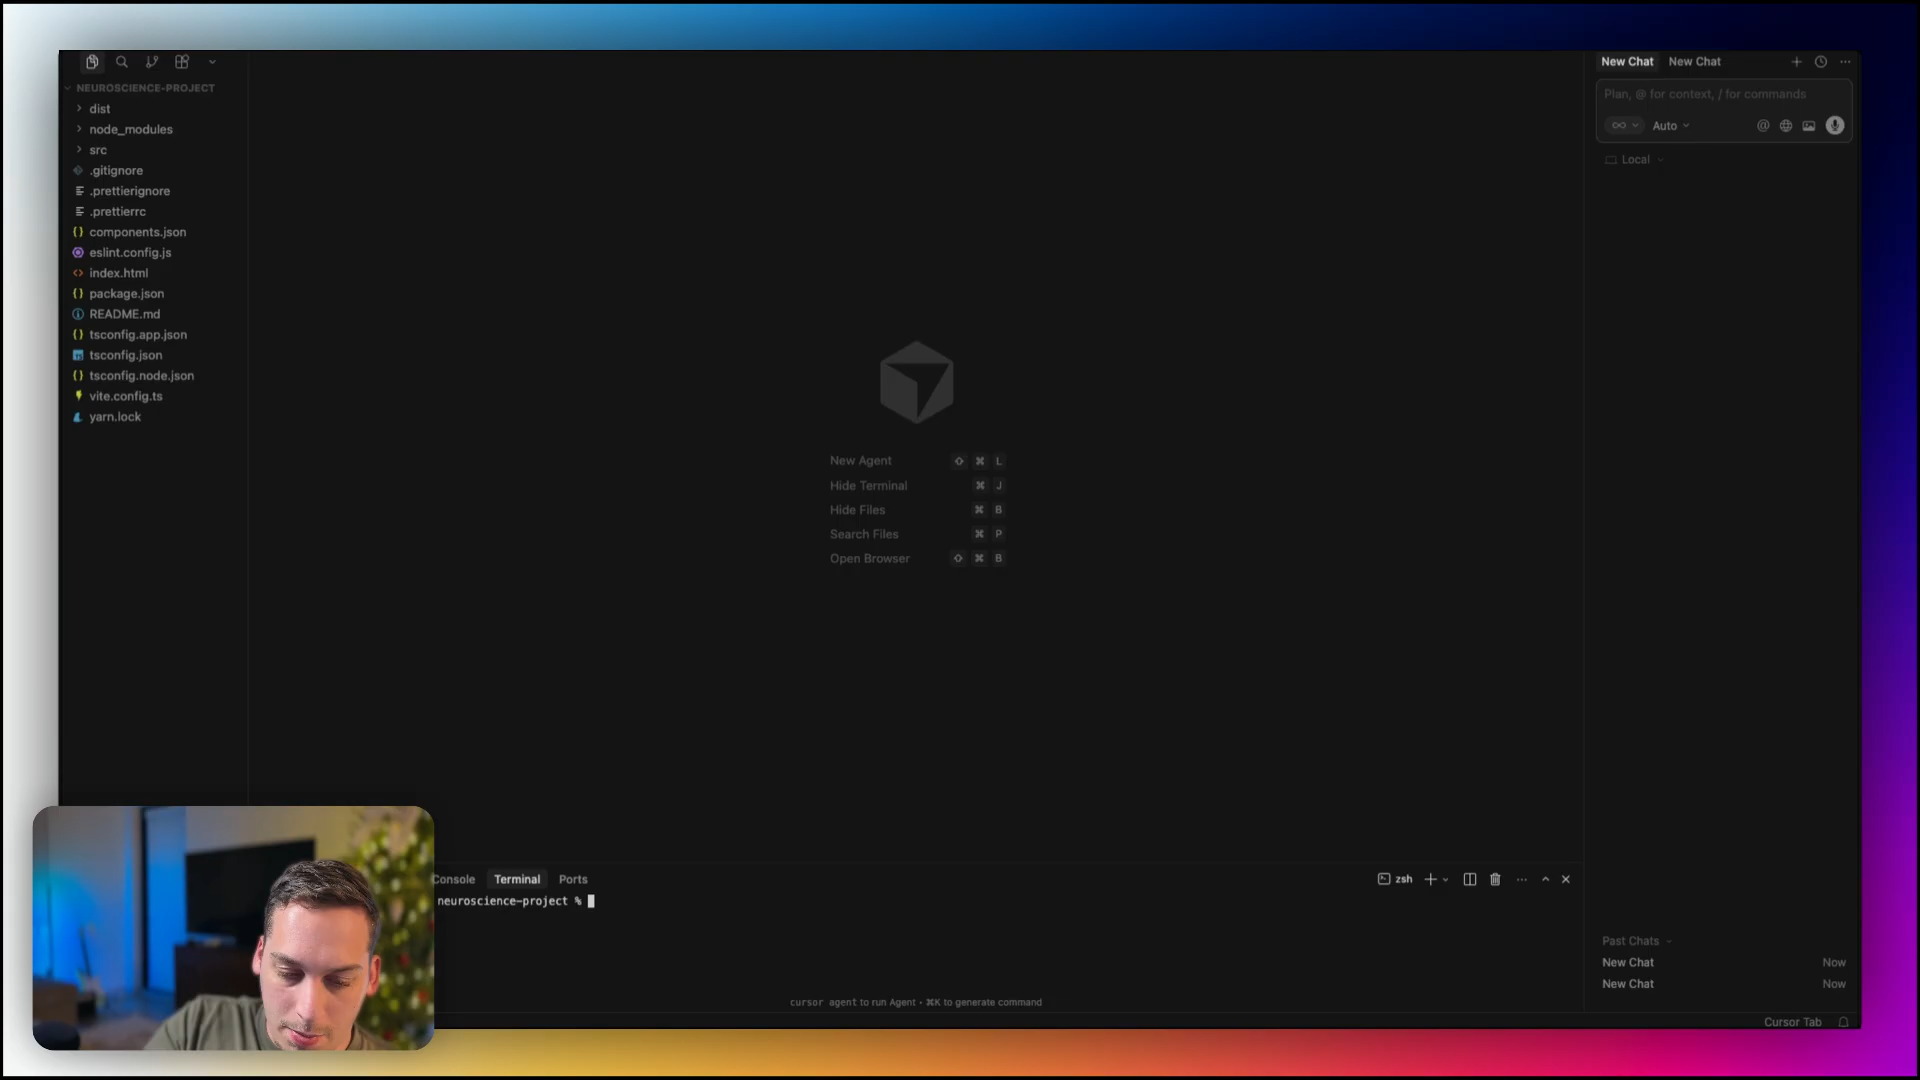 NEUROSCIENCE-PROJECT
dist
node_modules
src
.gitignore
.prettierignore
.prettierrc
components.json
eslint.config.js
index.html
package.json
README.md
tsconfig.app.json
tsconfig.json
tsconfig.node.json
vite.config.ts
yarn.lock
New Agent ⇧ ⌘ L
Hide Terminal ⌘ J
Hide Files ⌘ B
Search Files ⌘ P
Open Browser ⇧ ⌘ B
Console Terminal Ports
zsh
neuroscience-project %
cursor agent to run Agent • ⌘K to generate command
New Chat New Chat
Plan, @ for context, / for commands
Auto
Local
Past Chats
New Chat Now
New Chat Now
Cursor Tab